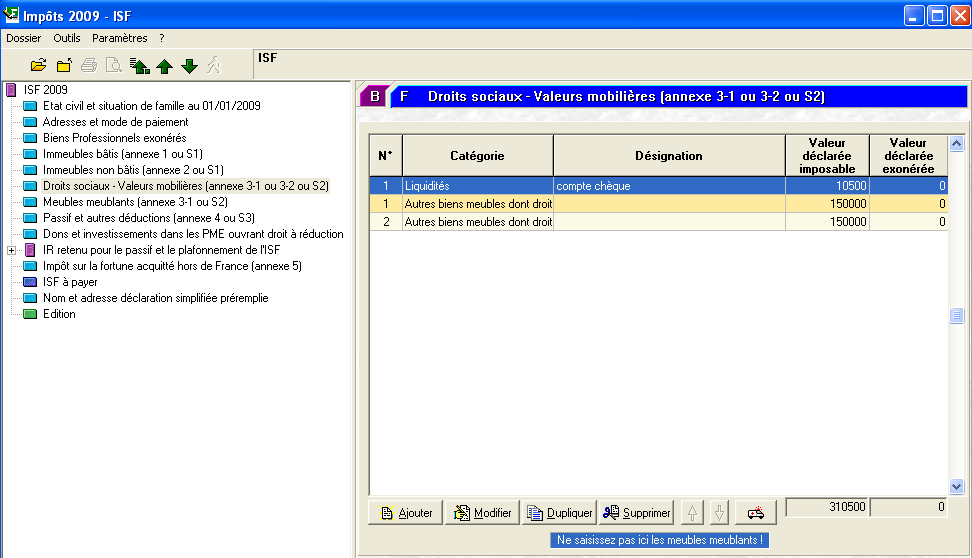 Impôts 2009 - ISF
Dossier Outils Paramètres ?
ISF
ISF 2009
Etat civil et situation de famille au 01/01/2009
Adresses et mode de paiement
Biens Professionnels exonérés
Immeubles bâtis (annexe 1 ou S1)
Immeubles non bâtis (annexe 2 ou S1)
Droits sociaux - Valeurs mobilières (annexe 3-1 ou 3-2 ou S2)
Meubles meublants (annexe 3-1 ou S2)
Passif et autres déductions (annexe 4 ou S3)
Dons et investissements dans les PME ouvrant droit à réduction
IR retenu pour le passif et le plafonnement de l'ISF
Impôt sur la fortune acquitté hors de France (annexe 5)
ISF à payer
Nom et adresse déclaration simplifiée préremplie
Edition
B F Droits sociaux - Valeurs mobilières (annexe 3-1 ou 3-2 ou S2)
N° Catégorie Désignation Valeur déclarée imposable Valeur déclarée exonérée
1 Liquidités compte chèque 10500 0
1 Autres biens meubles dont droit 150000 0
2 Autres biens meubles dont droit 150000 0
Ajouter Modifier Dupliquer Supprimer 310500 0
Ne saisissez pas ici les meubles meublants !